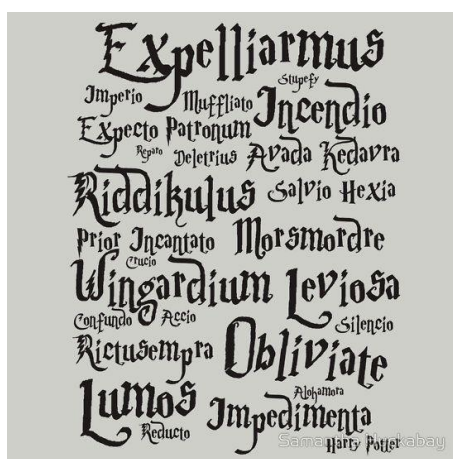 Expelliarmus
Stupefy
Imperio Muffliato Incendio
Expecto Patronum
Reparo Deletrius Avada Kedavra
Riddikulus Salvio Hexia
Prior Incantato Morsmordre
Crucio
Wingardium Leviosa
Confundo Accio Silencio
Rictusempra Obliviate
Alohamora
Lumos Impedimenta
Reducto Harry Potter